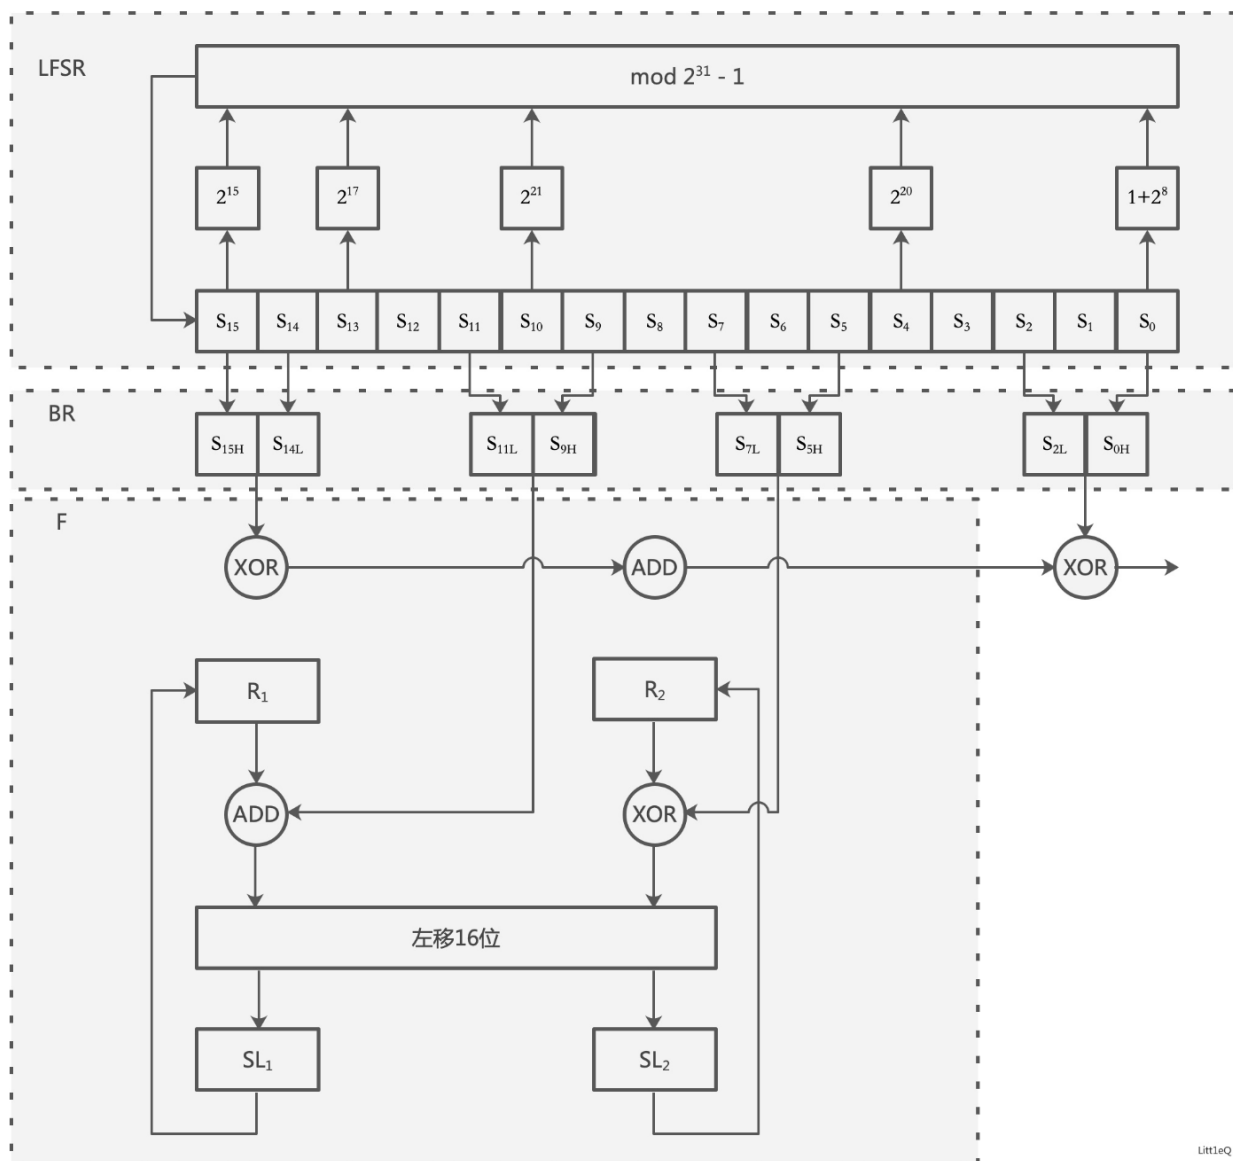 LFSR
mod 2³¹ - 1
2¹⁵ 2¹⁷ 2²¹ 2²⁰ 1+2⁸
S₁₅ S₁₄ S₁₃ S₁₂ S₁₁ S₁₀ S₉ S₈ S₇ S₆ S₅ S₄ S₃ S₂ S₁ S₀
BR
S₁₅H S₁₄L S₁₁L S₉H S₇L S₅H S₂L S₀H
F
XOR ADD XOR
R₁ R₂
ADD XOR
左移16位
SL₁ SL₂
Litt1eQ